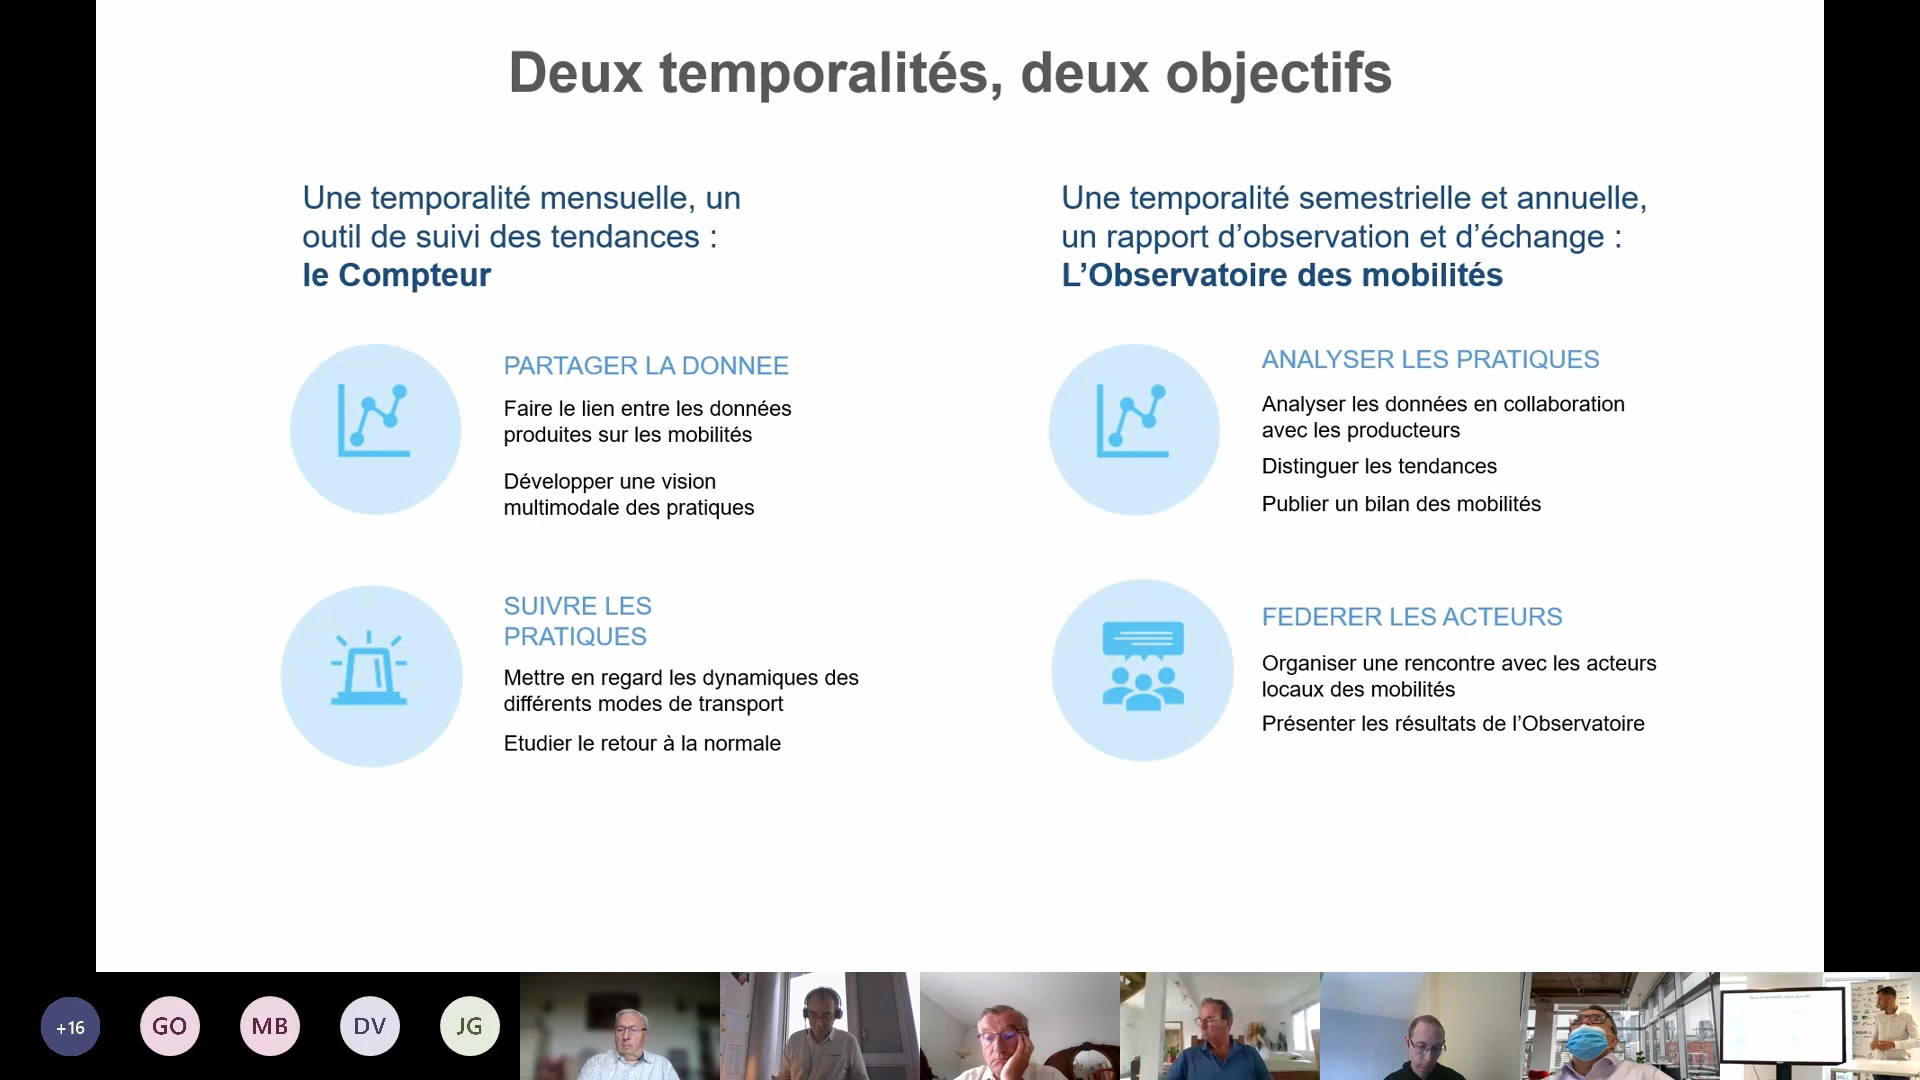 Deux temporalités, deux objectifs
Une temporalité mensuelle, un
outil de suivi des tendances :
le Compteur
PARTAGER LA DONNEE
Faire le lien entre les données
produites sur les mobilités
Développer une vision
multimodale des pratiques
SUIVRE LES
PRATIQUES
Mettre en regard les dynamiques des
différents modes de transport
Etudier le retour à la normale
Une temporalité semestrielle et annuelle,
un rapport d’observation et d’échange :
L’Observatoire des mobilités
ANALYSER LES PRATIQUES
Analyser les données en collaboration
avec les producteurs
Distinguer les tendances
Publier un bilan des mobilités
FEDERER LES ACTEURS
Organiser une rencontre avec les acteurs
locaux des mobilités
Présenter les résultats de l’Observatoire
+16
GO
MB
DV
JG